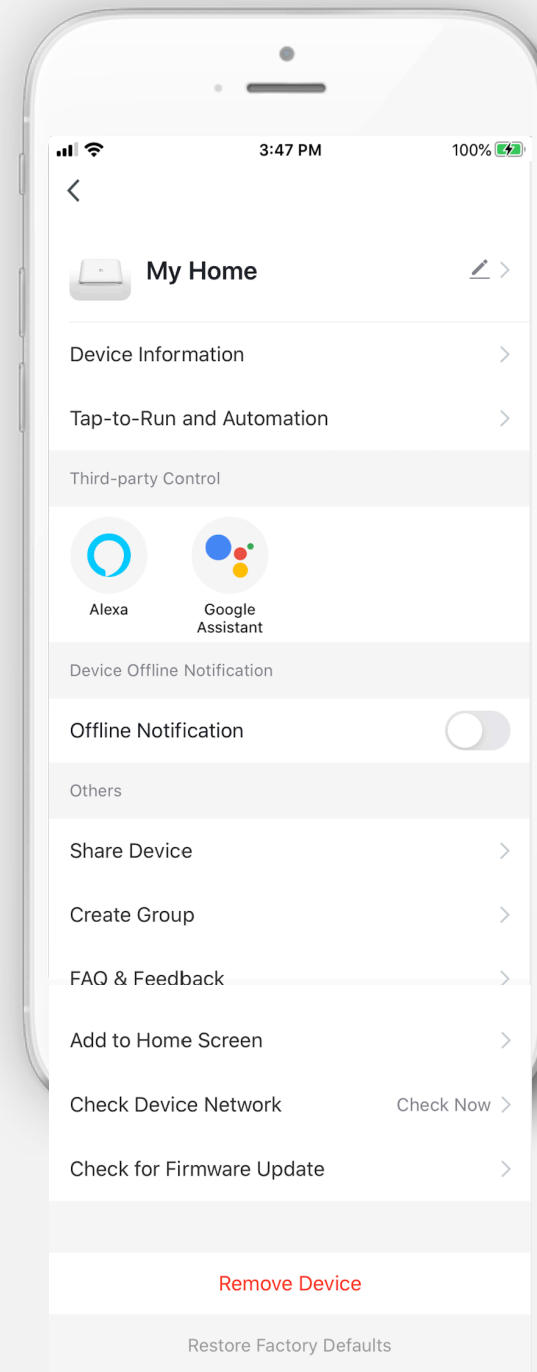 3:47 PM
100%
My Home
Device Information
Tap-to-Run and Automation
Third-party Control
Alexa
Google
Assistant
Device Offline Notification
Offline Notification
Others
Share Device
Create Group
FAQ & Feedback
Add to Home Screen
Check Device Network
Check Now
Check for Firmware Update
Remove Device
Restore Factory Defaults